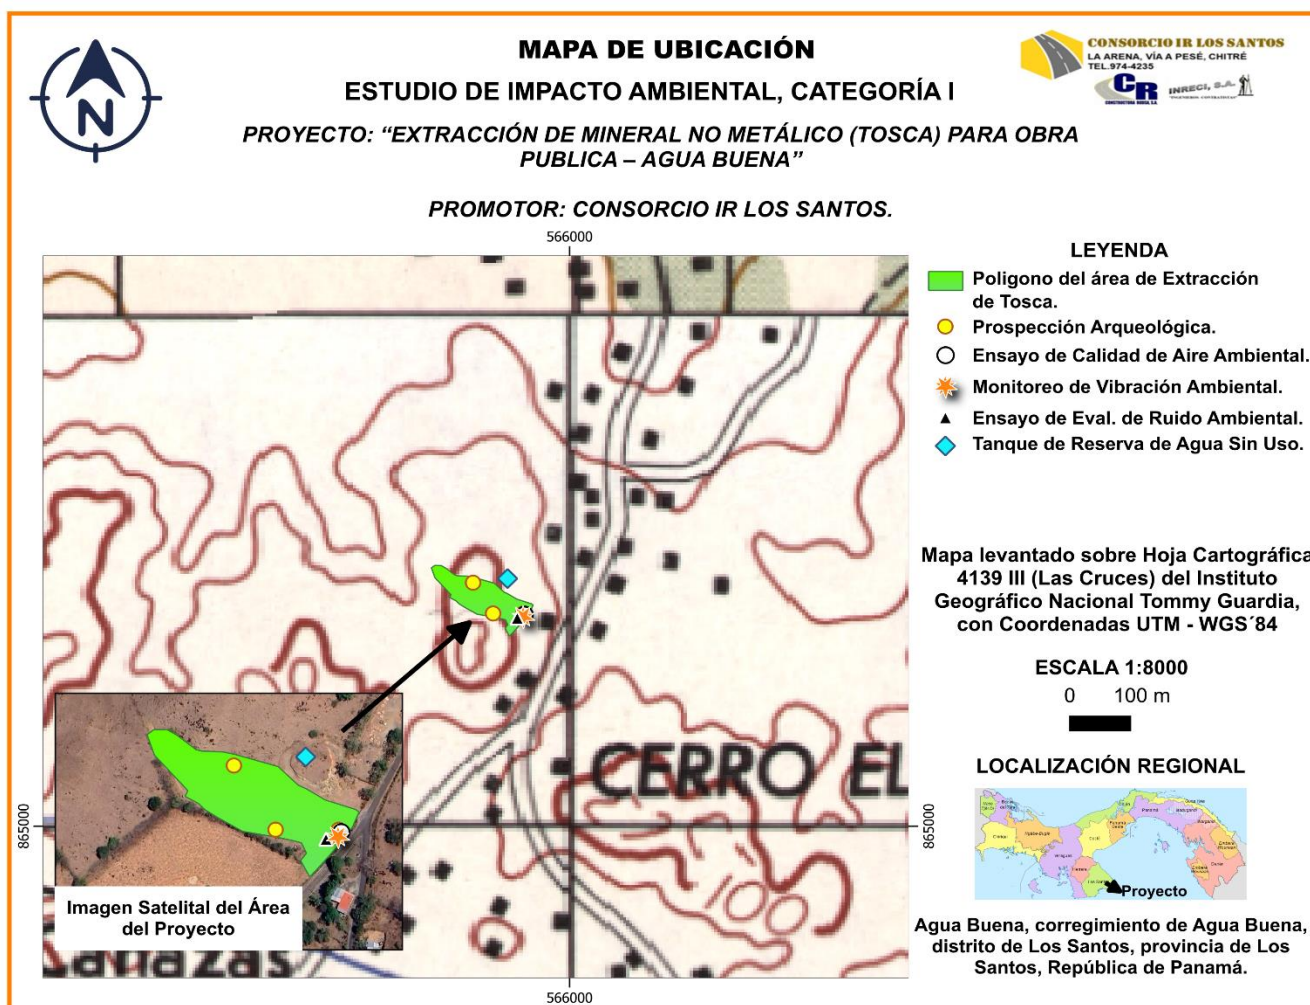 MAPA DE UBICACIÓN
ESTUDIO DE IMPACTO AMBIENTAL, CATEGORÍA I
PROYECTO: “EXTRACCIÓN DE MINERAL NO METÁLICO (TOSCA) PARA OBRA
PUBLICA – AGUA BUENA”
PROMOTOR: CONSORCIO IR LOS SANTOS.
CONSORCIO IR LOS SANTOS
LA ARENA, VÍA A PESÉ, CHITRÉ
TEL.974-4235
CR
INRECI, S.A.
N
566000
LEYENDA
Poligono del área de Extracción
de Tosca.
Prospección Arqueológica.
Ensayo de Calidad de Aire Ambiental.
Monitoreo de Vibración Ambiental.
Ensayo de Eval. de Ruido Ambiental.
Tanque de Reserva de Agua Sin Uso.
Mapa levantado sobre Hoja Cartográfica
4139 III (Las Cruces) del Instituto
Geográfico Nacional Tommy Guardia,
con Coordenadas UTM - WGS´84
ESCALA 1:8000
0 100 m
LOCALIZACIÓN REGIONAL
Proyecto
Agua Buena, corregimiento de Agua Buena,
distrito de Los Santos, provincia de Los
Santos, República de Panamá.
CERRO EL
865000
865000
Imagen Satelital del Área
del Proyecto
Cañazas
566000